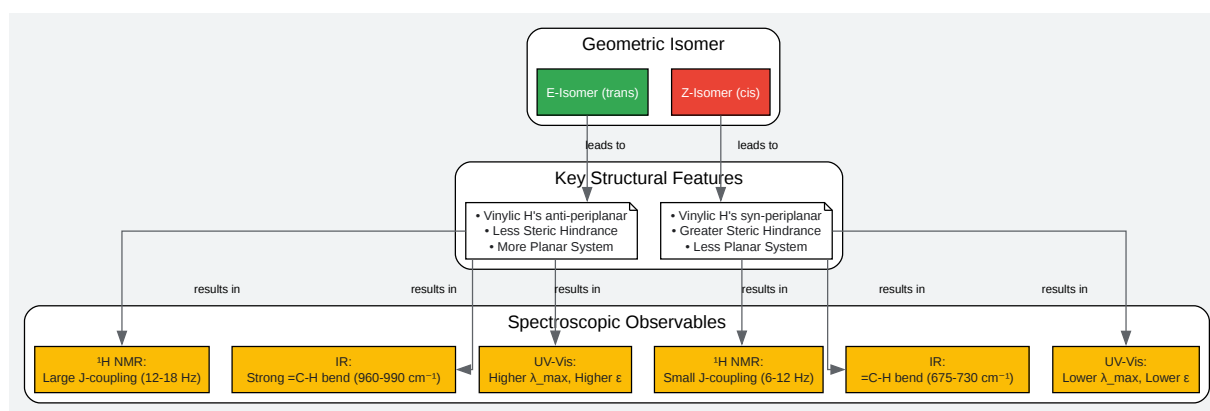 Geometric Isomer
E-Isomer (trans)
Z-Isomer (cis)
leads to
leads to
Key Structural Features
• Vinylic H's anti-periplanar
• Less Steric Hindrance
• More Planar System
• Vinylic H's syn-periplanar
• Greater Steric Hindrance
• Less Planar System
results in
results in
results in
results in
results in
results in
Spectroscopic Observables
¹H NMR:
Large J-coupling (12-18 Hz)
IR:
Strong =C-H bend (960-990 cm⁻¹)
UV-Vis:
Higher λ_max, Higher ε
¹H NMR:
Small J-coupling (6-12 Hz)
IR:
=C-H bend (675-730 cm⁻¹)
UV-Vis:
Lower λ_max, Lower ε